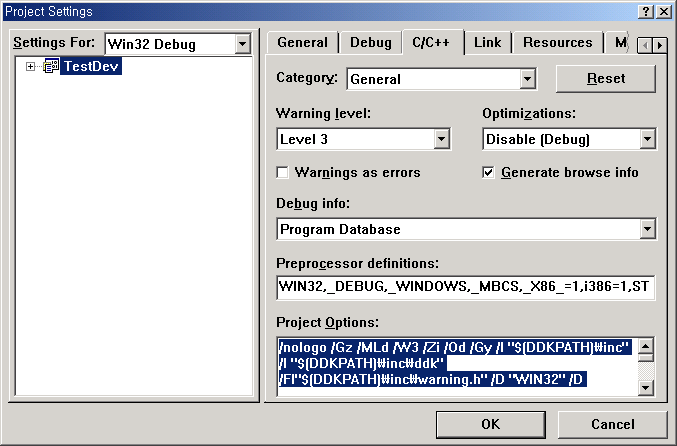 Project Settings
Settings For: Win32 Debug
TestDev
General Debug C/C++ Link Resources M
Category: General Reset
Warning level: Optimizations:
Level 3 Disable (Debug)
Warnings as errors Generate browse info
Debug info:
Program Database
Preprocessor definitions:
WIN32,_DEBUG,_WINDOWS,_MBCS,_X86_=1,i386=1,ST
Project Options:
/nologo /Gz /MLd /W3 /Zi /Od /Gy /I "$(DDKPATH)₩inc"
/I "$(DDKPATH)₩inc₩ddk"
/FI"$(DDKPATH)₩inc₩warning.h" /D "WIN32" /D
OK Cancel